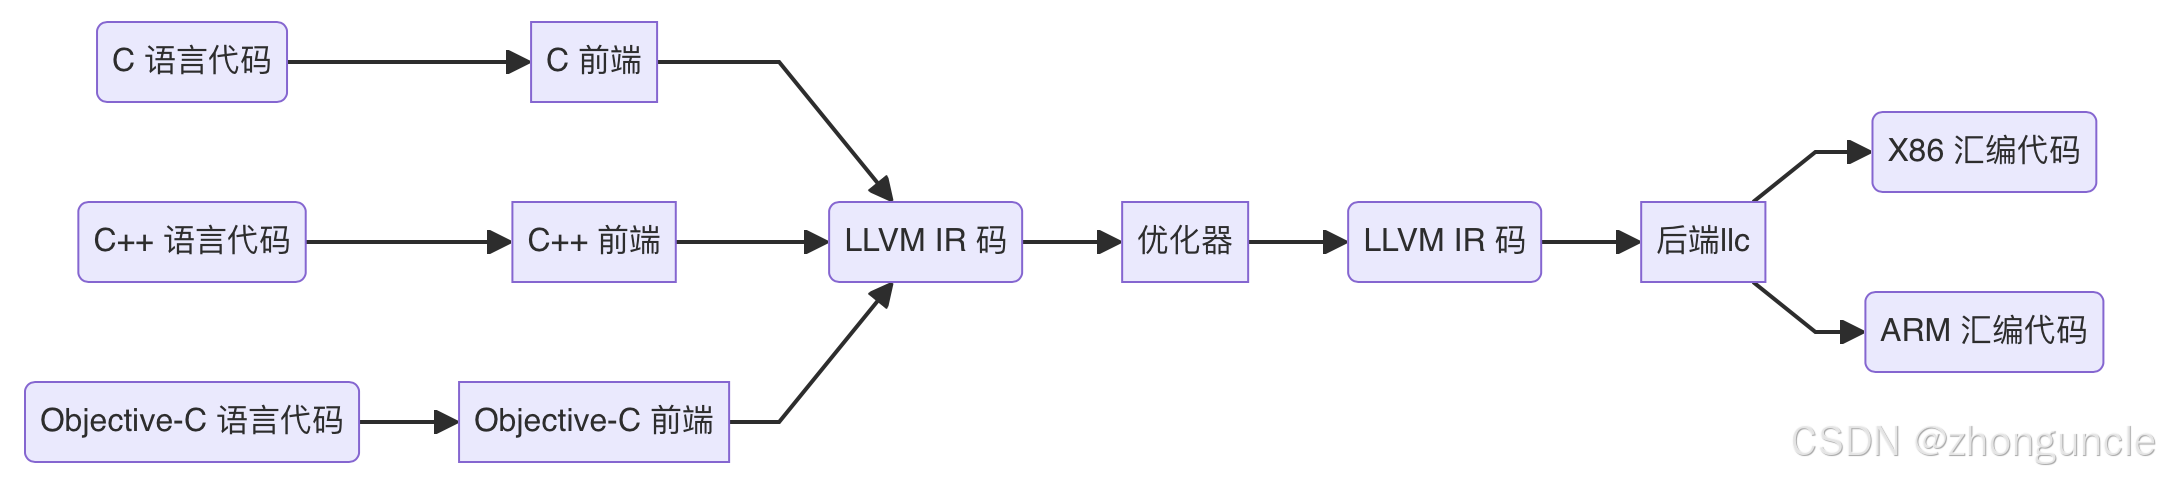 C 语言代码
C 前端
C++ 语言代码
C++ 前端
Objective-C 语言代码
Objective-C 前端
LLVM IR 码
优化器
LLVM IR 码
后端llc
X86 汇编代码
ARM 汇编代码
CSDN @zhonguncle